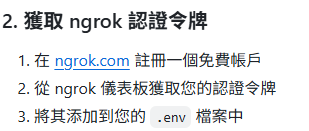 2. 獲取 ngrok 認證令牌
1. 在 ngrok.com 註冊一個免費帳戶
2. 從 ngrok 儀表板獲取您的認證令牌
3. 將其添加到您的 .env 檔案中